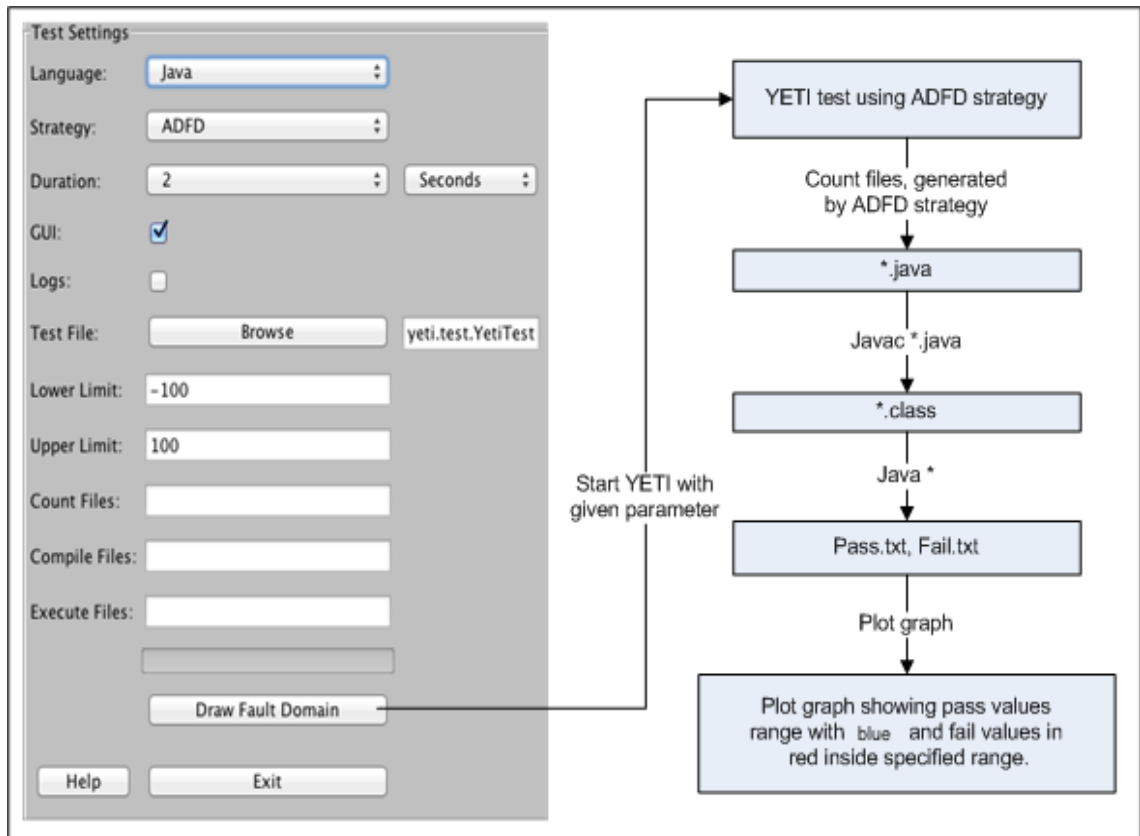 Test Settings
Language:
Java
Strategy:
ADFD
Duration:
2
Seconds
GUI:
Logs:
Test File:
Browse
yeti.test.YetiTest
Lower Limit:
-100
Upper Limit:
100
Count Files:
Compile Files:
Execute Files:
Draw Fault Domain
Help
Exit
Start YETI with
given parameter
YETI test using ADFD strategy
Count files, generated
by ADFD strategy
*.java
Javac *.java
*.class
Java *
Pass.txt, Fail.txt
Plot graph
Plot graph showing pass values
range with blue and fail values in
red inside specified range.